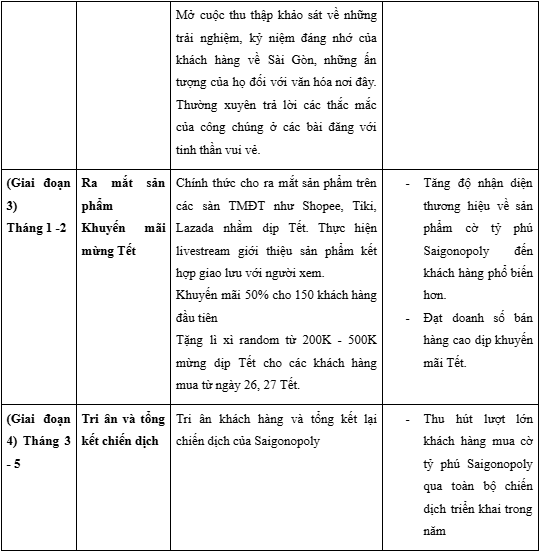 Mở cuộc thu thập khảo sát về những
trải nghiệm, kỷ niệm đáng nhớ của
khách hàng về Sài Gòn, những ấn
tượng của họ đối với văn hóa nơi đây.
Thường xuyên trả lời các thắc mắc
của công chúng ở các bài đăng với
tinh thần vui vẻ.
(Giai đoạn
3)
Tháng 1 -2
Ra mắt sản
phẩm
Khuyến mãi
mừng Tết
Chính thức cho ra mắt sản phẩm trên
các sàn TMĐT như Shopee, Tiki,
Lazada nhằm dịp Tết. Thực hiện
livestream giới thiệu sản phẩm kết
hợp giao lưu với người xem.
Khuyến mãi 50% cho 150 khách hàng
đầu tiên
Tặng lì xì random từ 200K - 500K
mừng dịp Tết cho các khách hàng
mua từ ngày 26, 27 Tết.
- Tăng độ nhận diện
thương hiệu về sản
phẩm cờ tỷ phú
Saigonopoly đến
khách hàng phổ biến
hơn.
- Đạt doanh số bán
hàng cao dịp khuyến
mãi Tết.
(Giai đoạn
4) Tháng 3
- 5
Tri ân và tổng
kết chiến dịch
Tri ân khách hàng và tổng kết lại
chiến dịch của Saigonopoly
- Thu hút lượt lớn
khách hàng mua cờ
tỷ phú Saigonopoly
qua toàn bộ chiến
dịch triển khai trong
năm